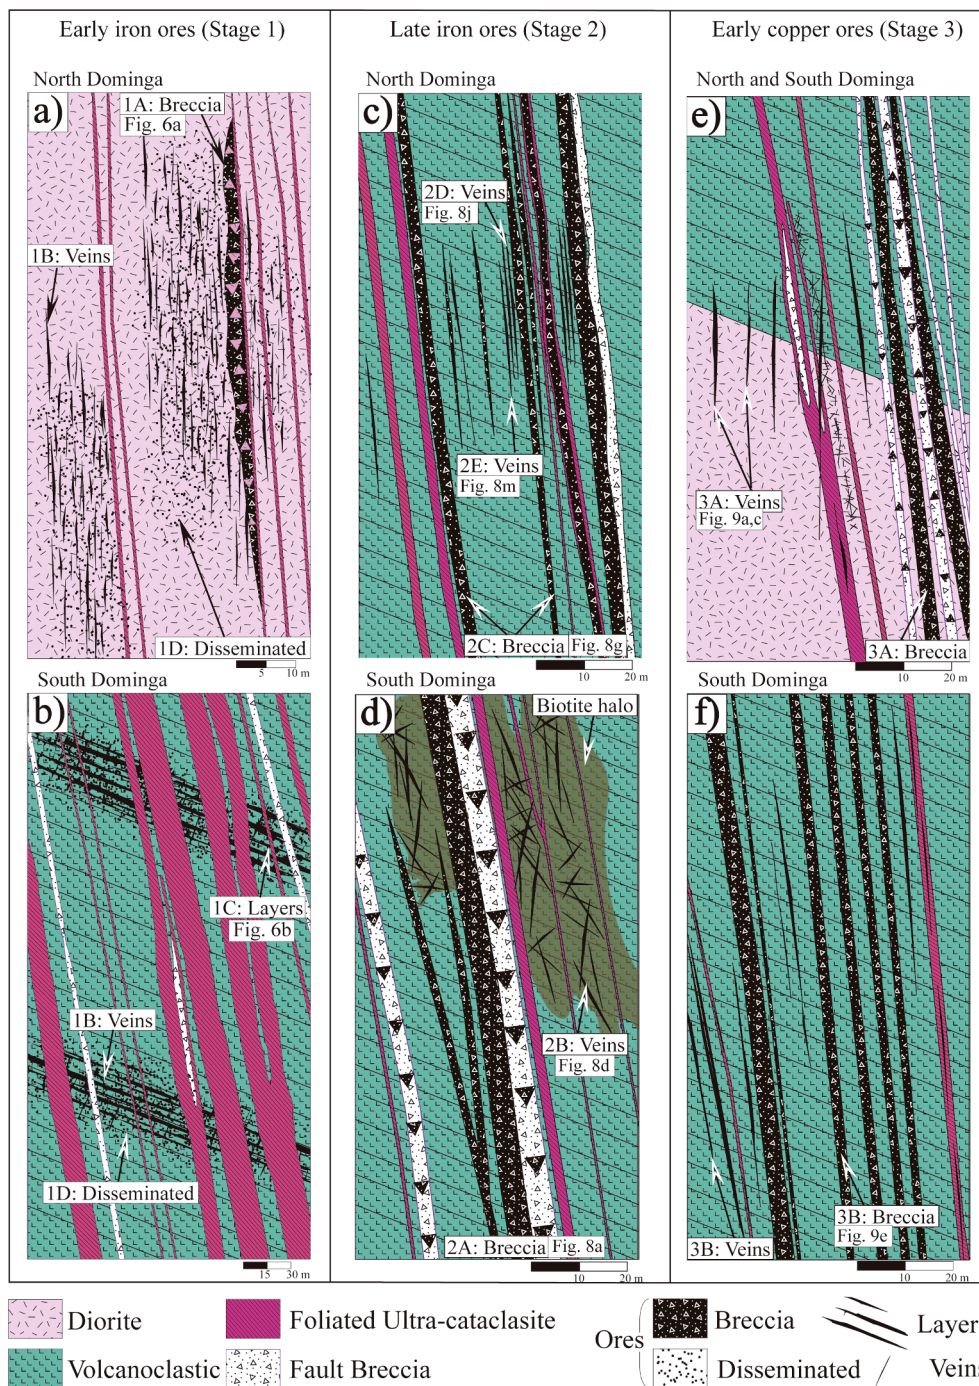 Early iron ores (Stage 1)
Late iron ores (Stage 2)
Early copper ores (Stage 3)
North Dominga
a)
1A: Breccia
Fig. 6a
1B: Veins
1D: Disseminated
5 10 m
South Dominga
b)
1C: Layers
Fig. 6b
1B: Veins
1D: Disseminated
15 30 m
North Dominga
c)
2D: Veins
Fig. 8j
2E: Veins
Fig. 8m
2C: Breccia Fig. 8g
10 20 m
South Dominga
d)
Biotite halo
2B: Veins
Fig. 8d
2A: Breccia Fig. 8a
10 20 m
North and South Dominga
e)
3A: Veins
Fig. 9a,c
3A: Breccia
10 20 m
South Dominga
f)
3B: Breccia
Fig. 9e
3B: Veins
10 20 m
Diorite
Foliated Ultra-cataclasite
Volcanoclastic
Fault Breccia
Ores
Breccia
Layer
Disseminated
Veins